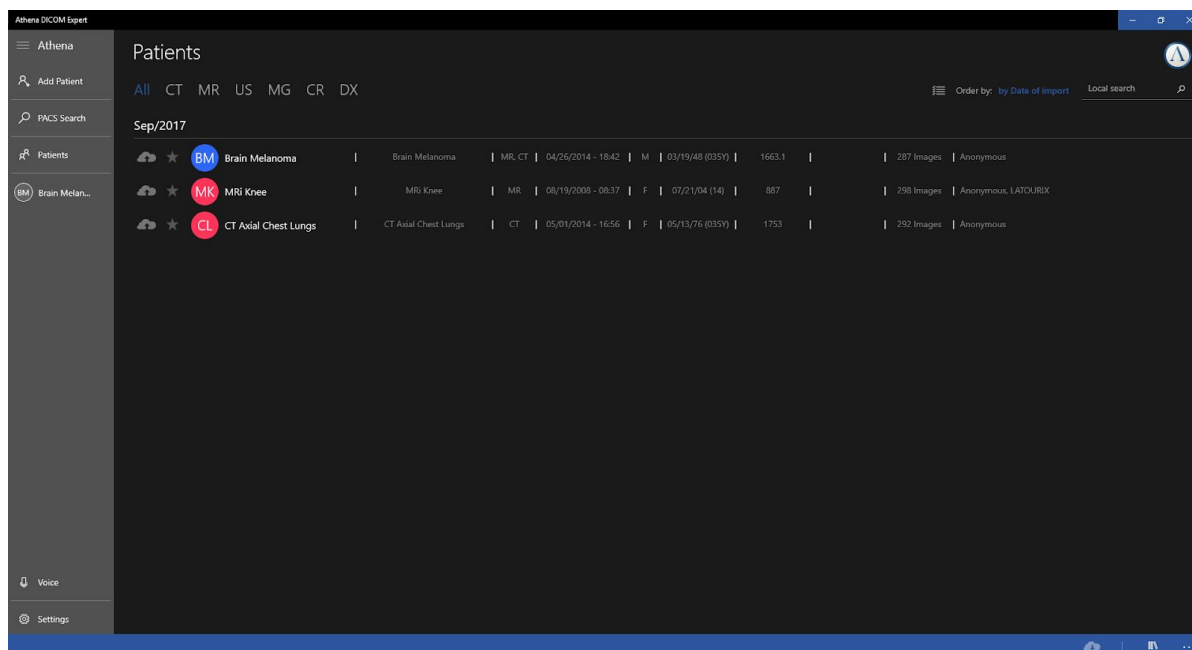 Athena DICOM Expert
Athena
Add Patient
PACS Search
Patients
BM Brain Melan...
Voice
Settings
Patients
All CT MR US MG CR DX
Order by: by Date of import
Local search
Sep/2017
BM Brain Melanoma | Brain Melanoma | MR, CT | 04/26/2014 - 18:42 | M | 03/19/48 (035Y) | 1663.1 | | 287 Images | Anonymous
MK MRi Knee | MRi Knee | MR | 08/19/2008 - 08:37 | F | 07/21/04 (14) | 887 | | 298 Images | Anonymous, LATOURIX
CL CT Axial Chest Lungs | CT Axial Chest Lungs | CT | 05/01/2014 - 16:56 | F | 05/13/76 (035Y) | 1753 | | 292 Images | Anonymous